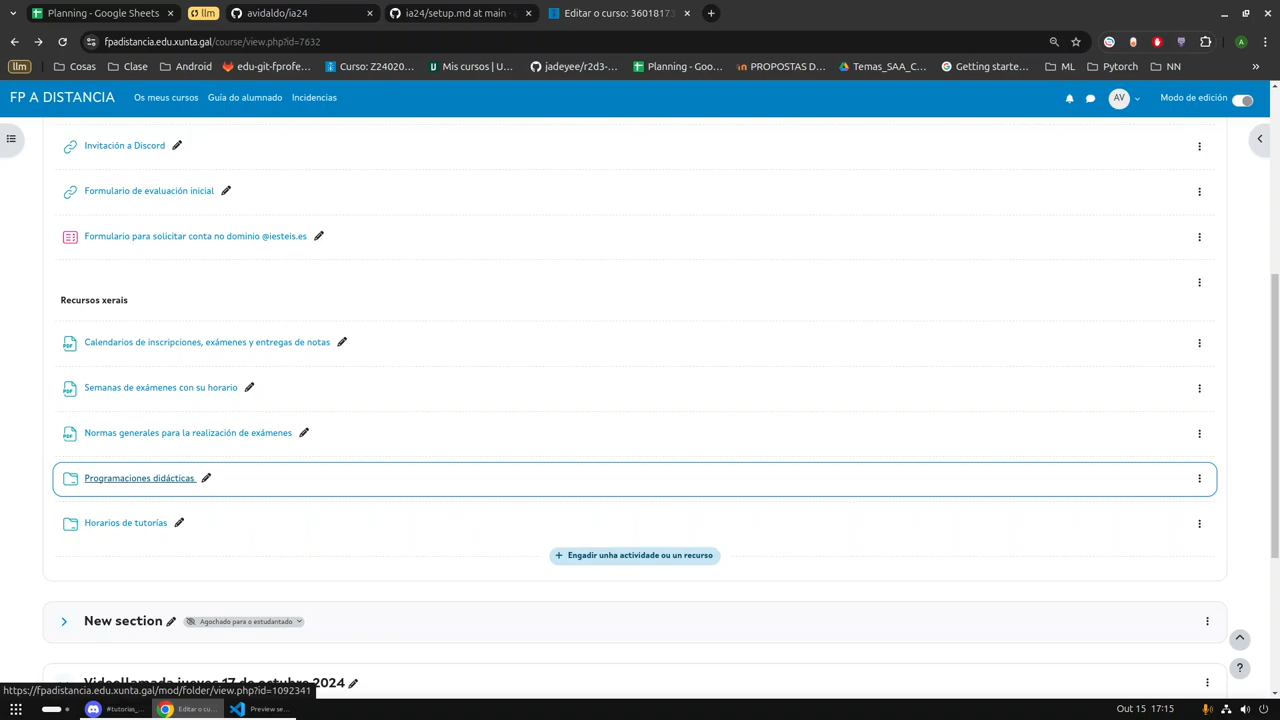 Planning - Google Sheets
llm
avidaldo/ia24
ia24/setup.md at main -
Editar o curso: 36018173
fpadistancia.edu.xunta.gal/course/view.php?id=7632
llm
Cosas
Clase
Android
edu-git-fprofe...
Curso: Z24020...
Mis cursos | U...
jadeyee/r2d3-...
Planning - Goo...
PROPOSTAS D...
Temas_SAA_C...
Getting starte...
ML
Pytorch
NN
FP A DISTANCIA
Os meus cursos
Guía do alumnado
Incidencias
AV
Modo de edición
Invitación a Discord
Formulario de evaluación inicial
Formulario para solicitar conta no dominio @iesteis.es
Recursos xerais
Calendarios de inscripciones, exámenes y entregas de notas
Semanas de exámenes con su horario
Normas generales para la realización de exámenes
Programaciones didácticas
Horarios de tutorías
+ Engadir unha actividade ou un recurso
New section
Agochado para o estudantado
Videollamada jueves 17 de octubre 2024
https://fpadistancia.edu.xunta.gal/mod/folder/view.php?id=1092341
#tutorias_...
Editar o cu...
Preview se...
Out 15 17:15